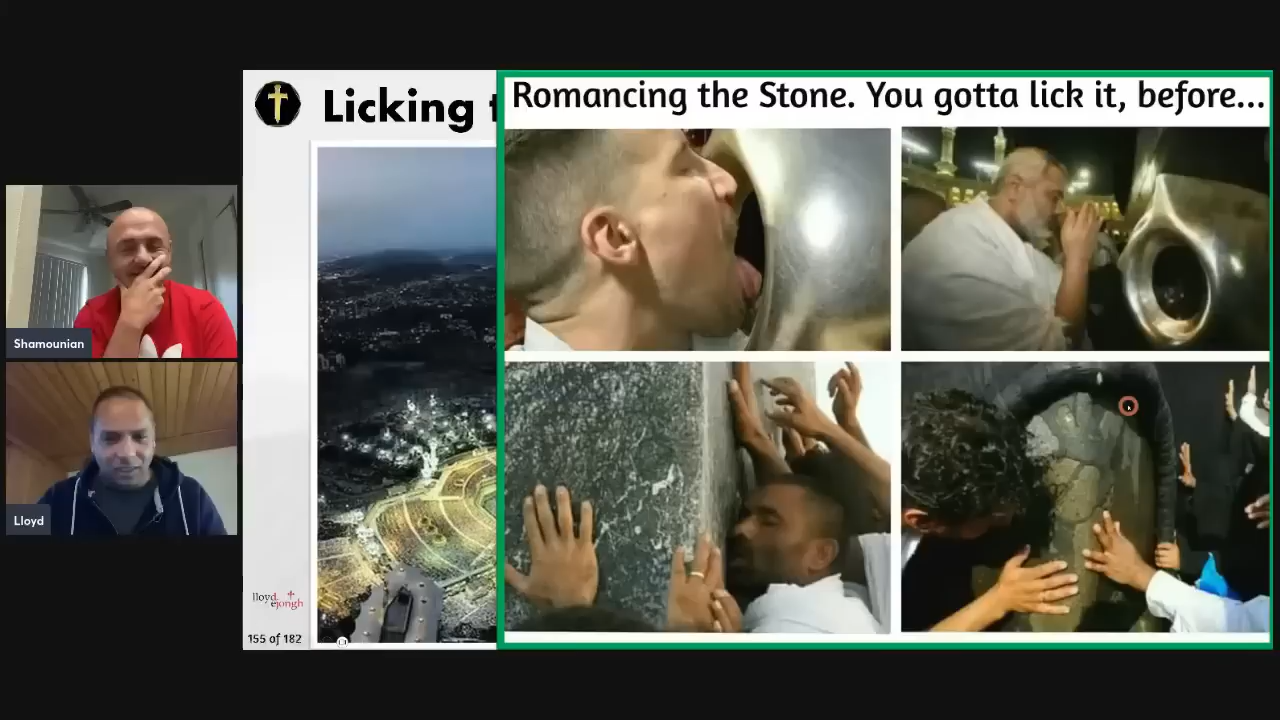 Licking
Romancing the Stone. You gotta lick it, before...
Shamounian
Lloyd
lloyd
ejongh
155 of 182